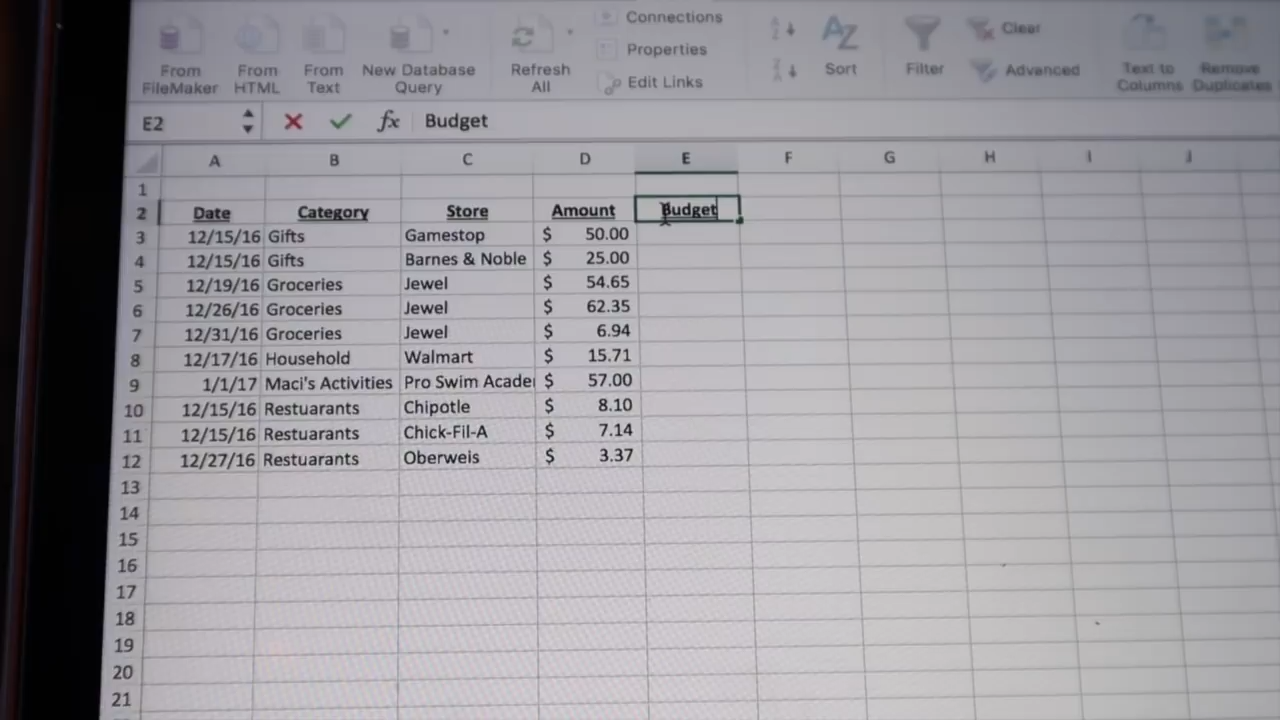 Connections
Properties
Edit Links
From FileMaker
From HTML
From Text
New Database Query
Refresh All
Sort
Filter
Clear
Advanced
Text to Columns
Remove Duplicates
E2 fx Budget
A B C D E F G H I J
1
2 Date Category Store Amount Budget
3 12/15/16 Gifts Gamestop $ 50.00
4 12/15/16 Gifts Barnes & Noble $ 25.00
5 12/19/16 Groceries Jewel $ 54.65
6 12/26/16 Groceries Jewel $ 62.35
7 12/31/16 Groceries Jewel $ 6.94
8 12/17/16 Household Walmart $ 15.71
9 1/1/17 Maci's Activities Pro Swim Acade $ 57.00
10 12/15/16 Restuarants Chipotle $ 8.10
11 12/15/16 Restuarants Chick-Fil-A $ 7.14
12 12/27/16 Restuarants Oberweis $ 3.37
13
14
15
16
17
18
19
20
21